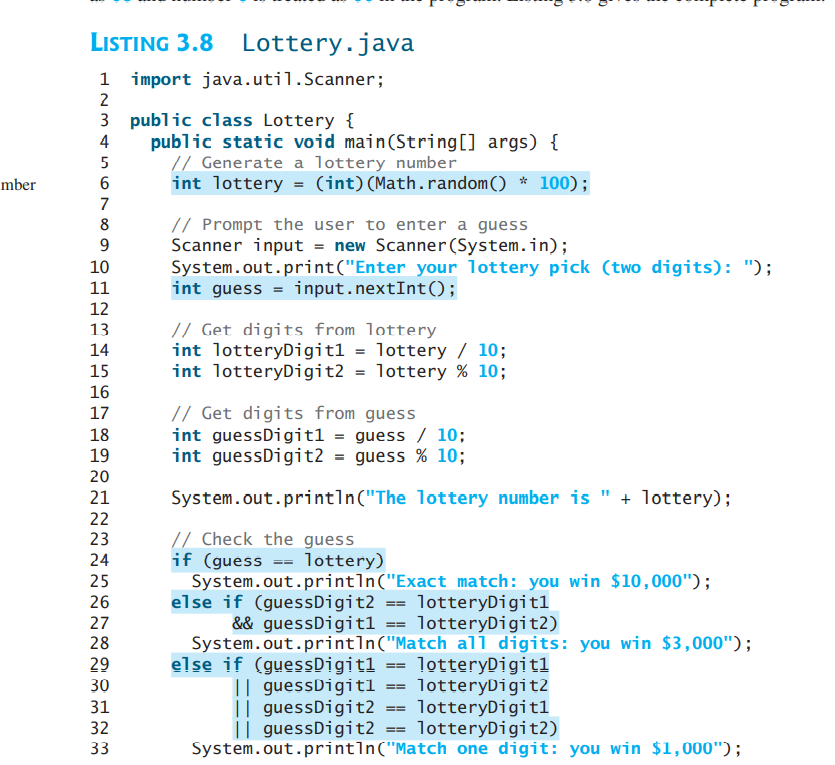 LISTING 3.8 Lottery.java
1 import java.util.Scanner;
2
3 public class Lottery {
4 public static void main(String[] args) {
5 // Generate a lottery number
mber
6 int lottery = (int)(Math.random() * 100);
7
8 // Prompt the user to enter a guess
9 Scanner input = new Scanner(System.in);
10 System.out.print("Enter your lottery pick (two digits): ");
11 int guess = input.nextInt();
12
13 // Get digits from lottery
14 int lotteryDigit1 = lottery / 10;
15 int lotteryDigit2 = lottery % 10;
16
17 // Get digits from guess
18 int guessDigit1 = guess / 10;
19 int guessDigit2 = guess % 10;
20
21 System.out.println("The lottery number is " + lottery);
22
23 // Check the guess
24 if (guess == lottery)
25 System.out.println("Exact match: you win $10,000");
26 else if (guessDigit2 == lotteryDigit1
27 && guessDigit1 == lotteryDigit2)
28 System.out.println("Match all digits: you win $3,000");
29 else if (guessDigit1 == lotteryDigit1
30 || guessDigit1 == lotteryDigit2
31 || guessDigit2 == lotteryDigit1
32 || guessDigit2 == lotteryDigit2)
33 System.out.println("Match one digit: you win $1,000");